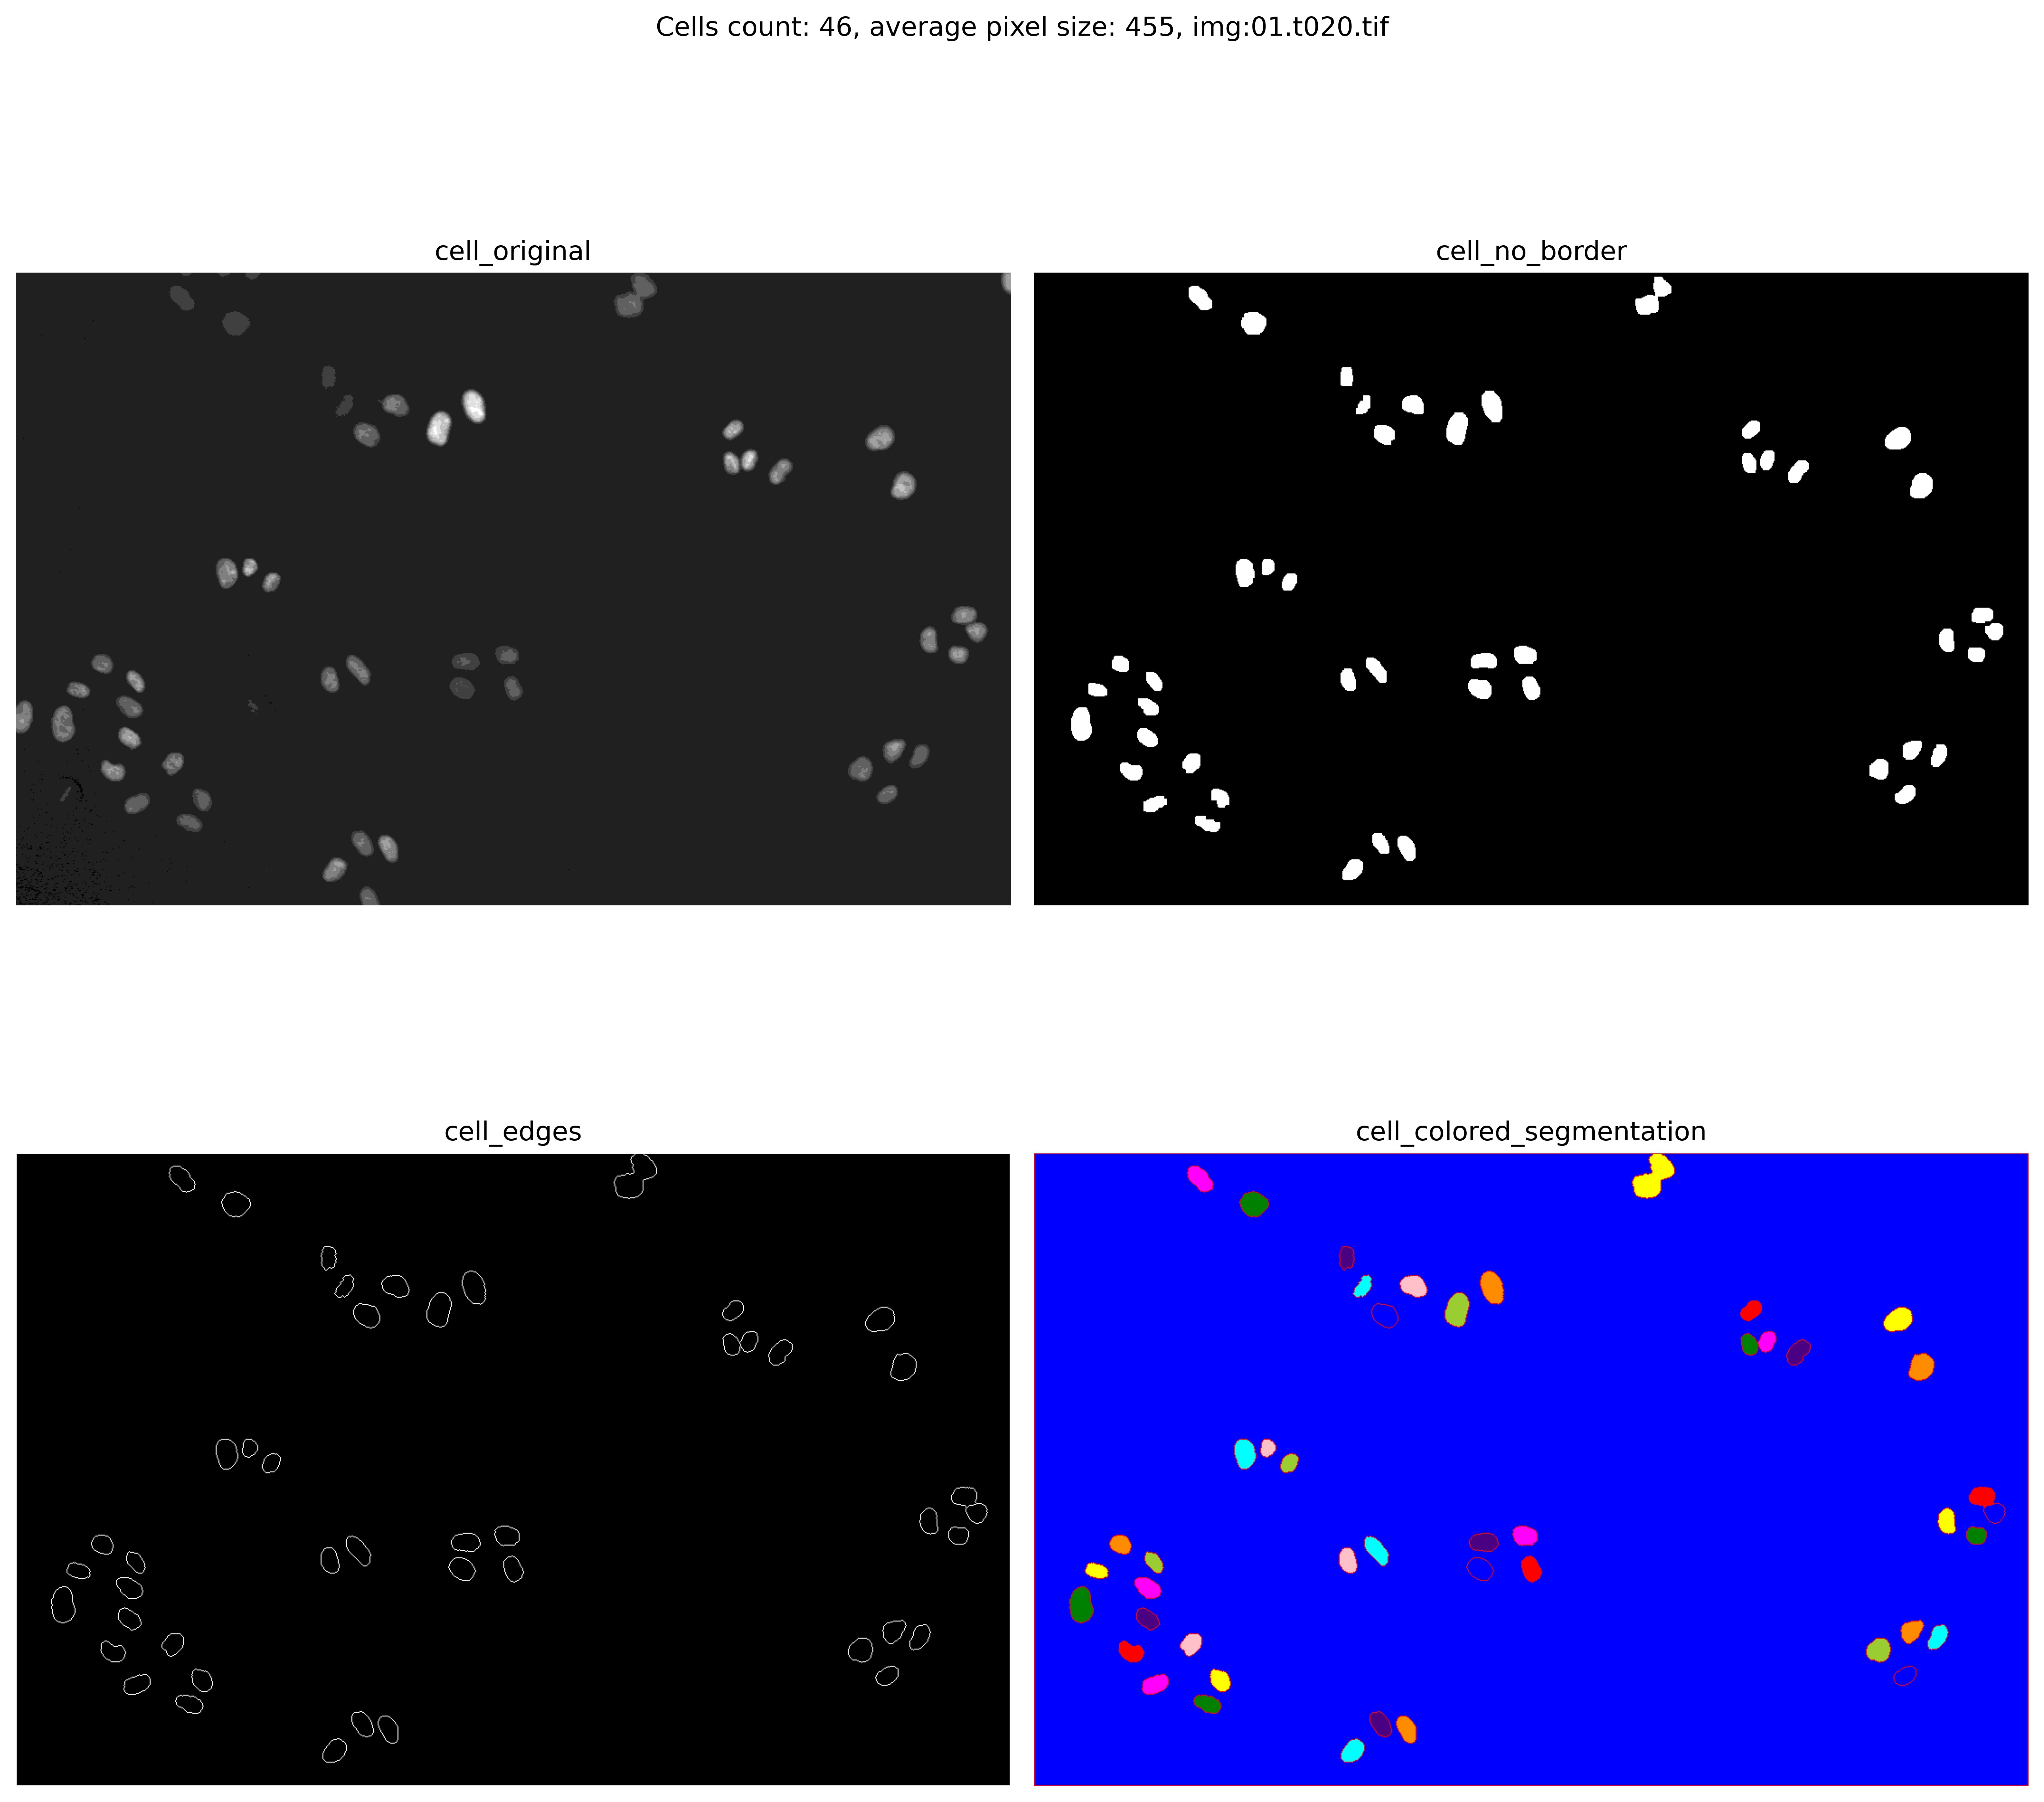 Cells count: 46, average pixel size: 455, img:01.t020.tif
cell_original
cell_no_border
cell_edges
cell_colored_segmentation